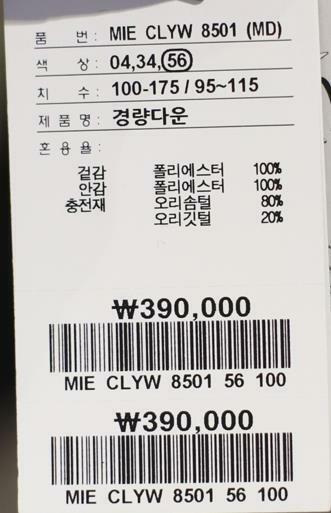 품 번: MIE CLYW 8501 (MD)
색 상: 04,34,56
치 수: 100-175 / 95~115
제 품 명: 경량다운
혼 용 율:
겉감 폴리에스터 100%
안감 폴리에스터 100%
충전재 오리솜털 80%
오리깃털 20%
₩390,000
MIE CLYW 8501 56 100
₩390,000
MIE CLYW 8501 56 100